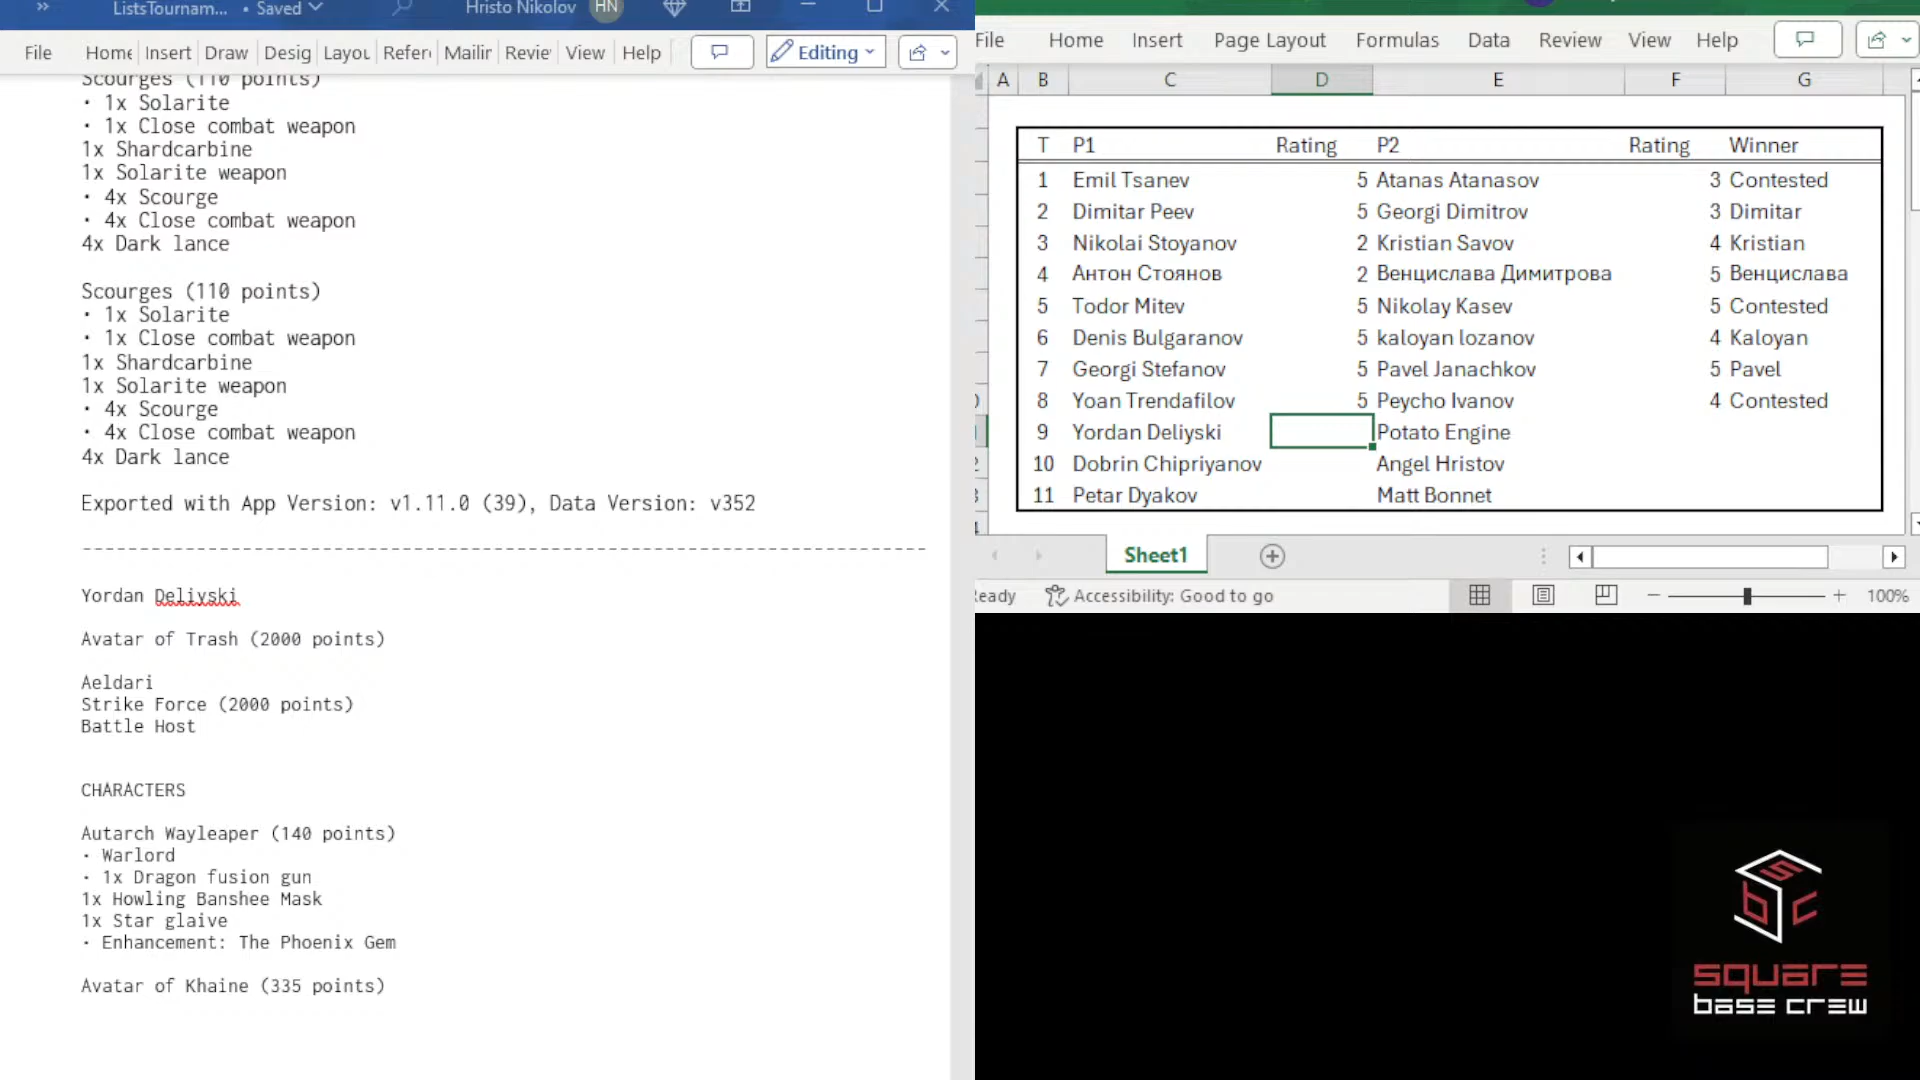 ListsTournam... • Saved
Hristo Nikolov HN
File Home Insert Draw Desig Layou Refer Mailin Revie View Help Editing
Scourges (110 points)
• 1x Solarite
• 1x Close combat weapon
1x Shardcarbine
1x Solarite weapon
• 4x Scourge
• 4x Close combat weapon
4x Dark lance
Scourges (110 points)
• 1x Solarite
• 1x Close combat weapon
1x Shardcarbine
1x Solarite weapon
• 4x Scourge
• 4x Close combat weapon
4x Dark lance
Exported with App Version: v1.11.0 (39), Data Version: v352
Yordan Deliyski
Avatar of Trash (2000 points)
Aeldari
Strike Force (2000 points)
Battle Host
CHARACTERS
Autarch Wayleaper (140 points)
• Warlord
• 1x Dragon fusion gun
1x Howling Banshee Mask
1x Star glaive
• Enhancement: The Phoenix Gem
Avatar of Khaine (335 points)
File Home Insert Page Layout Formulas Data Review View Help
A B C D E F G
T P1 Rating P2 Rating Winner
1 Emil Tsanev 5 Atanas Atanasov 3 Contested
2 Dimitar Peev 5 Georgi Dimitrov 3 Dimitar
3 Nikolai Stoyanov 2 Kristian Savov 4 Kristian
4 Антон Стоянов 2 Венцислава Димитрова 5 Венцислава
5 Todor Mitev 5 Nikolay Kasev 5 Contested
6 Denis Bulgaranov 5 kaloyan lozanov 4 Kaloyan
7 Georgi Stefanov 5 Pavel Janachkov 5 Pavel
8 Yoan Trendafilov 5 Peycho Ivanov 4 Contested
9 Yordan Deliyski Potato Engine
10 Dobrin Chipriyanov Angel Hristov
11 Petar Dyakov Matt Bonnet
Sheet1
Ready Accessibility: Good to go 100%
sbc
square
base crew